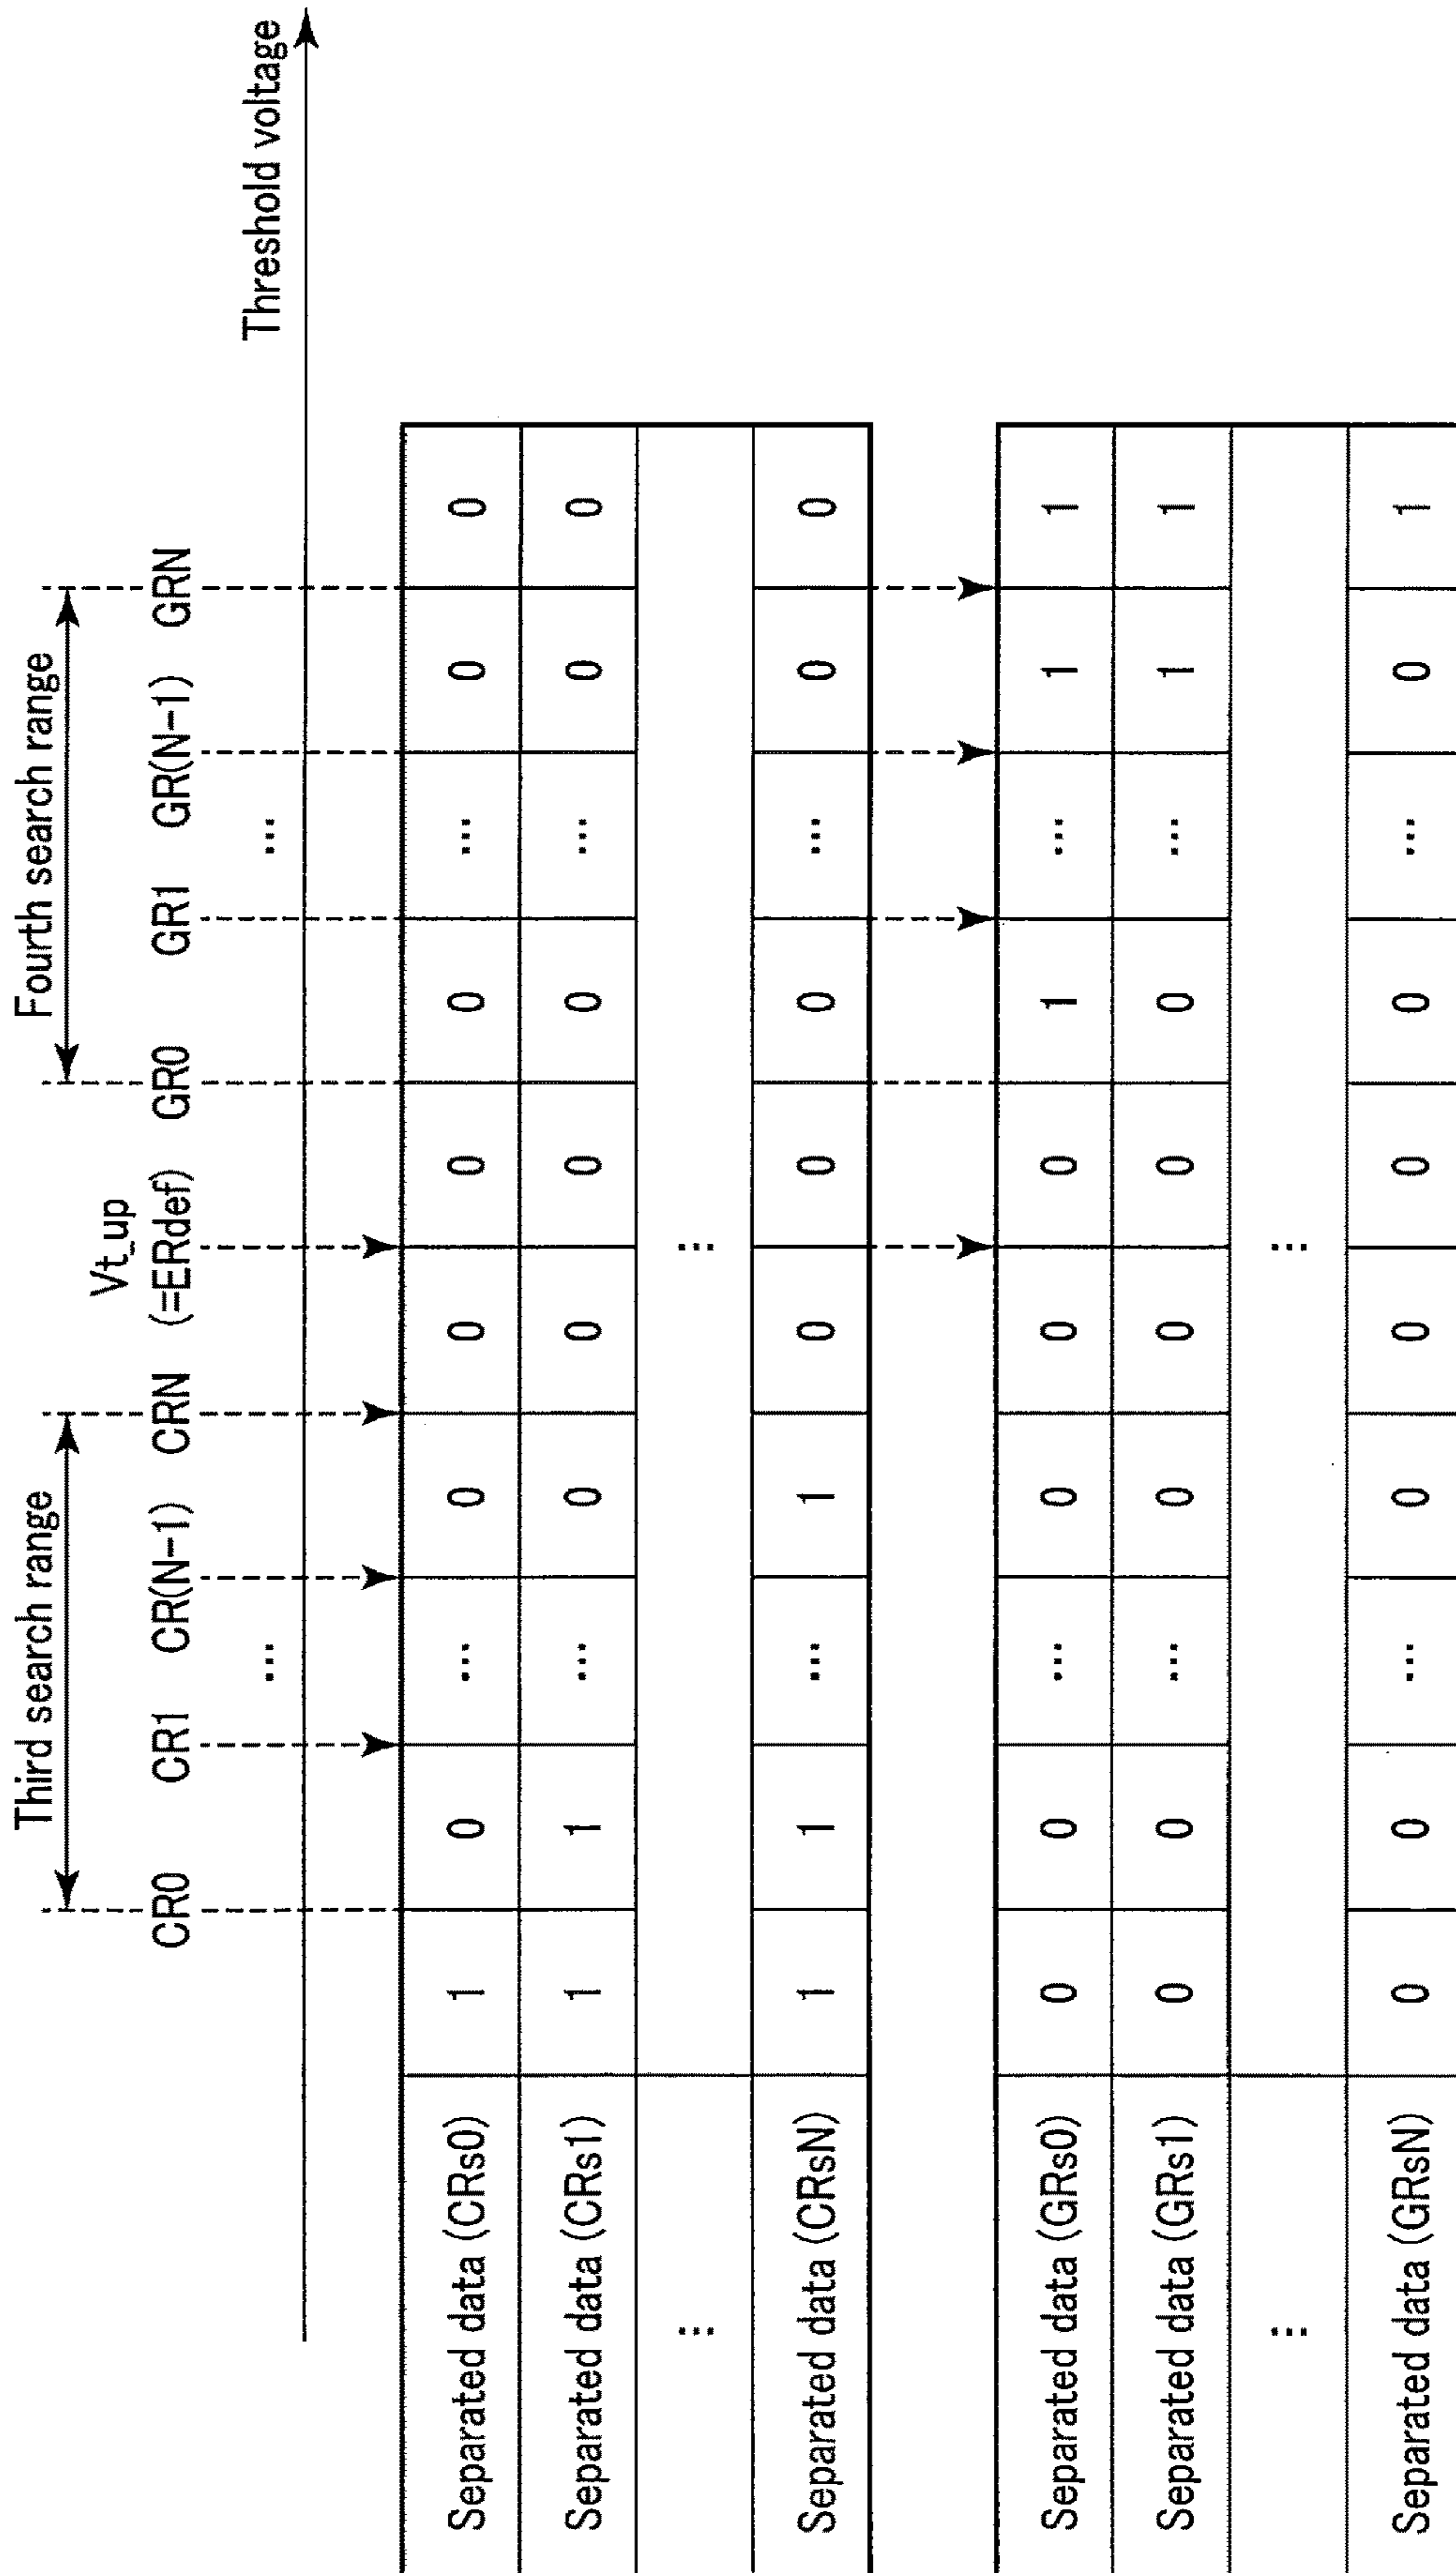 Third search range Fourth search range
Vt_up
CR0 CR1 CR(N-1) CRN (=ERdef) GR0 GR1 GR(N-1) GRN
... ...
Threshold voltage
Separated data (CRs0) 1 0 ... 0 0 0 0 ... 0 0
Separated data (CRs1) 1 1 ... 0 0 0 0 ... 0 0
... ...
Separated data (CRsN) 1 1 ... 1 0 0 0 ... 0 0
Separated data (GRs0) 0 0 ... 0 0 0 1 ... 1 1
Separated data (GRs1) 0 0 ... 0 0 0 0 ... 1 1
... ...
Separated data (GRsN) 0 0 ... 0 0 0 0 ... 0 1